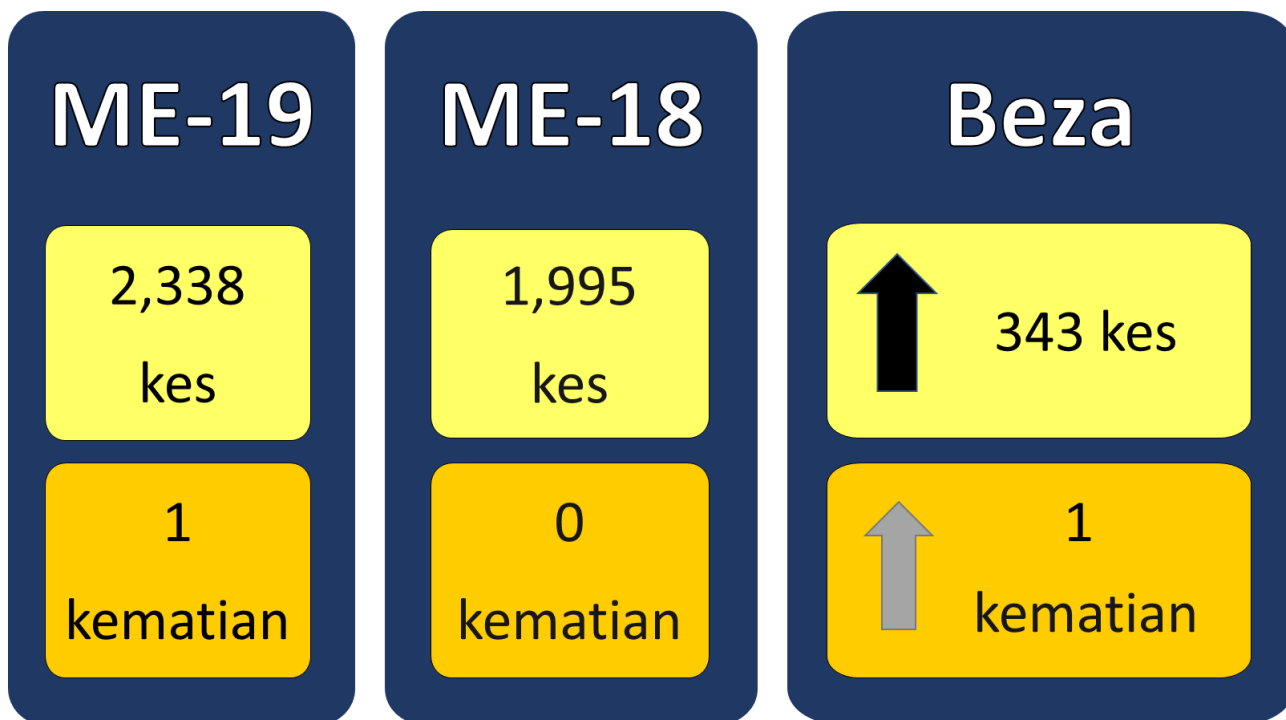 ME-19
2,338
kes
1
kematian
ME-18
1,995
kes
0
kematian
Beza
343 kes
1
kematian